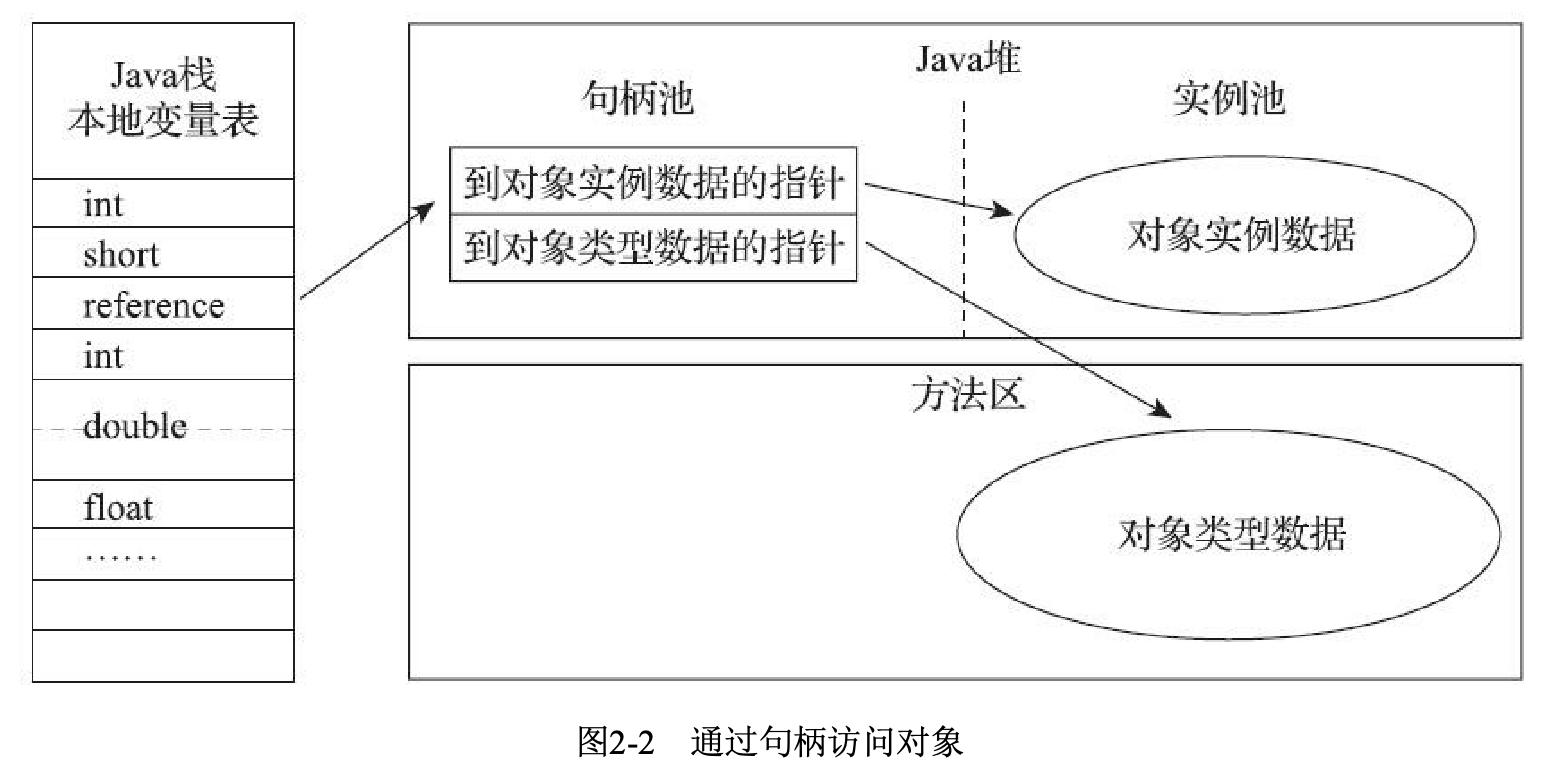 Java栈
本地变量表
int
short
reference
int
double
float
……
Java堆
句柄池
实例池
到对象实例数据的指针
到对象类型数据的指针
对象实例数据
方法区
对象类型数据
图2-2 通过句柄访问对象